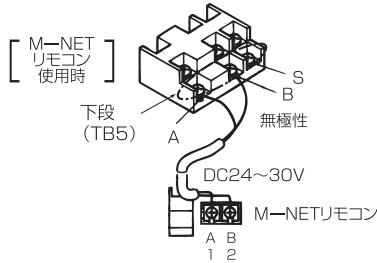 M－NET
リモコン
使用時
S
B
下段
（TB5）
A
無極性
DC24～30V
M－NETリモコン
A B
1 2